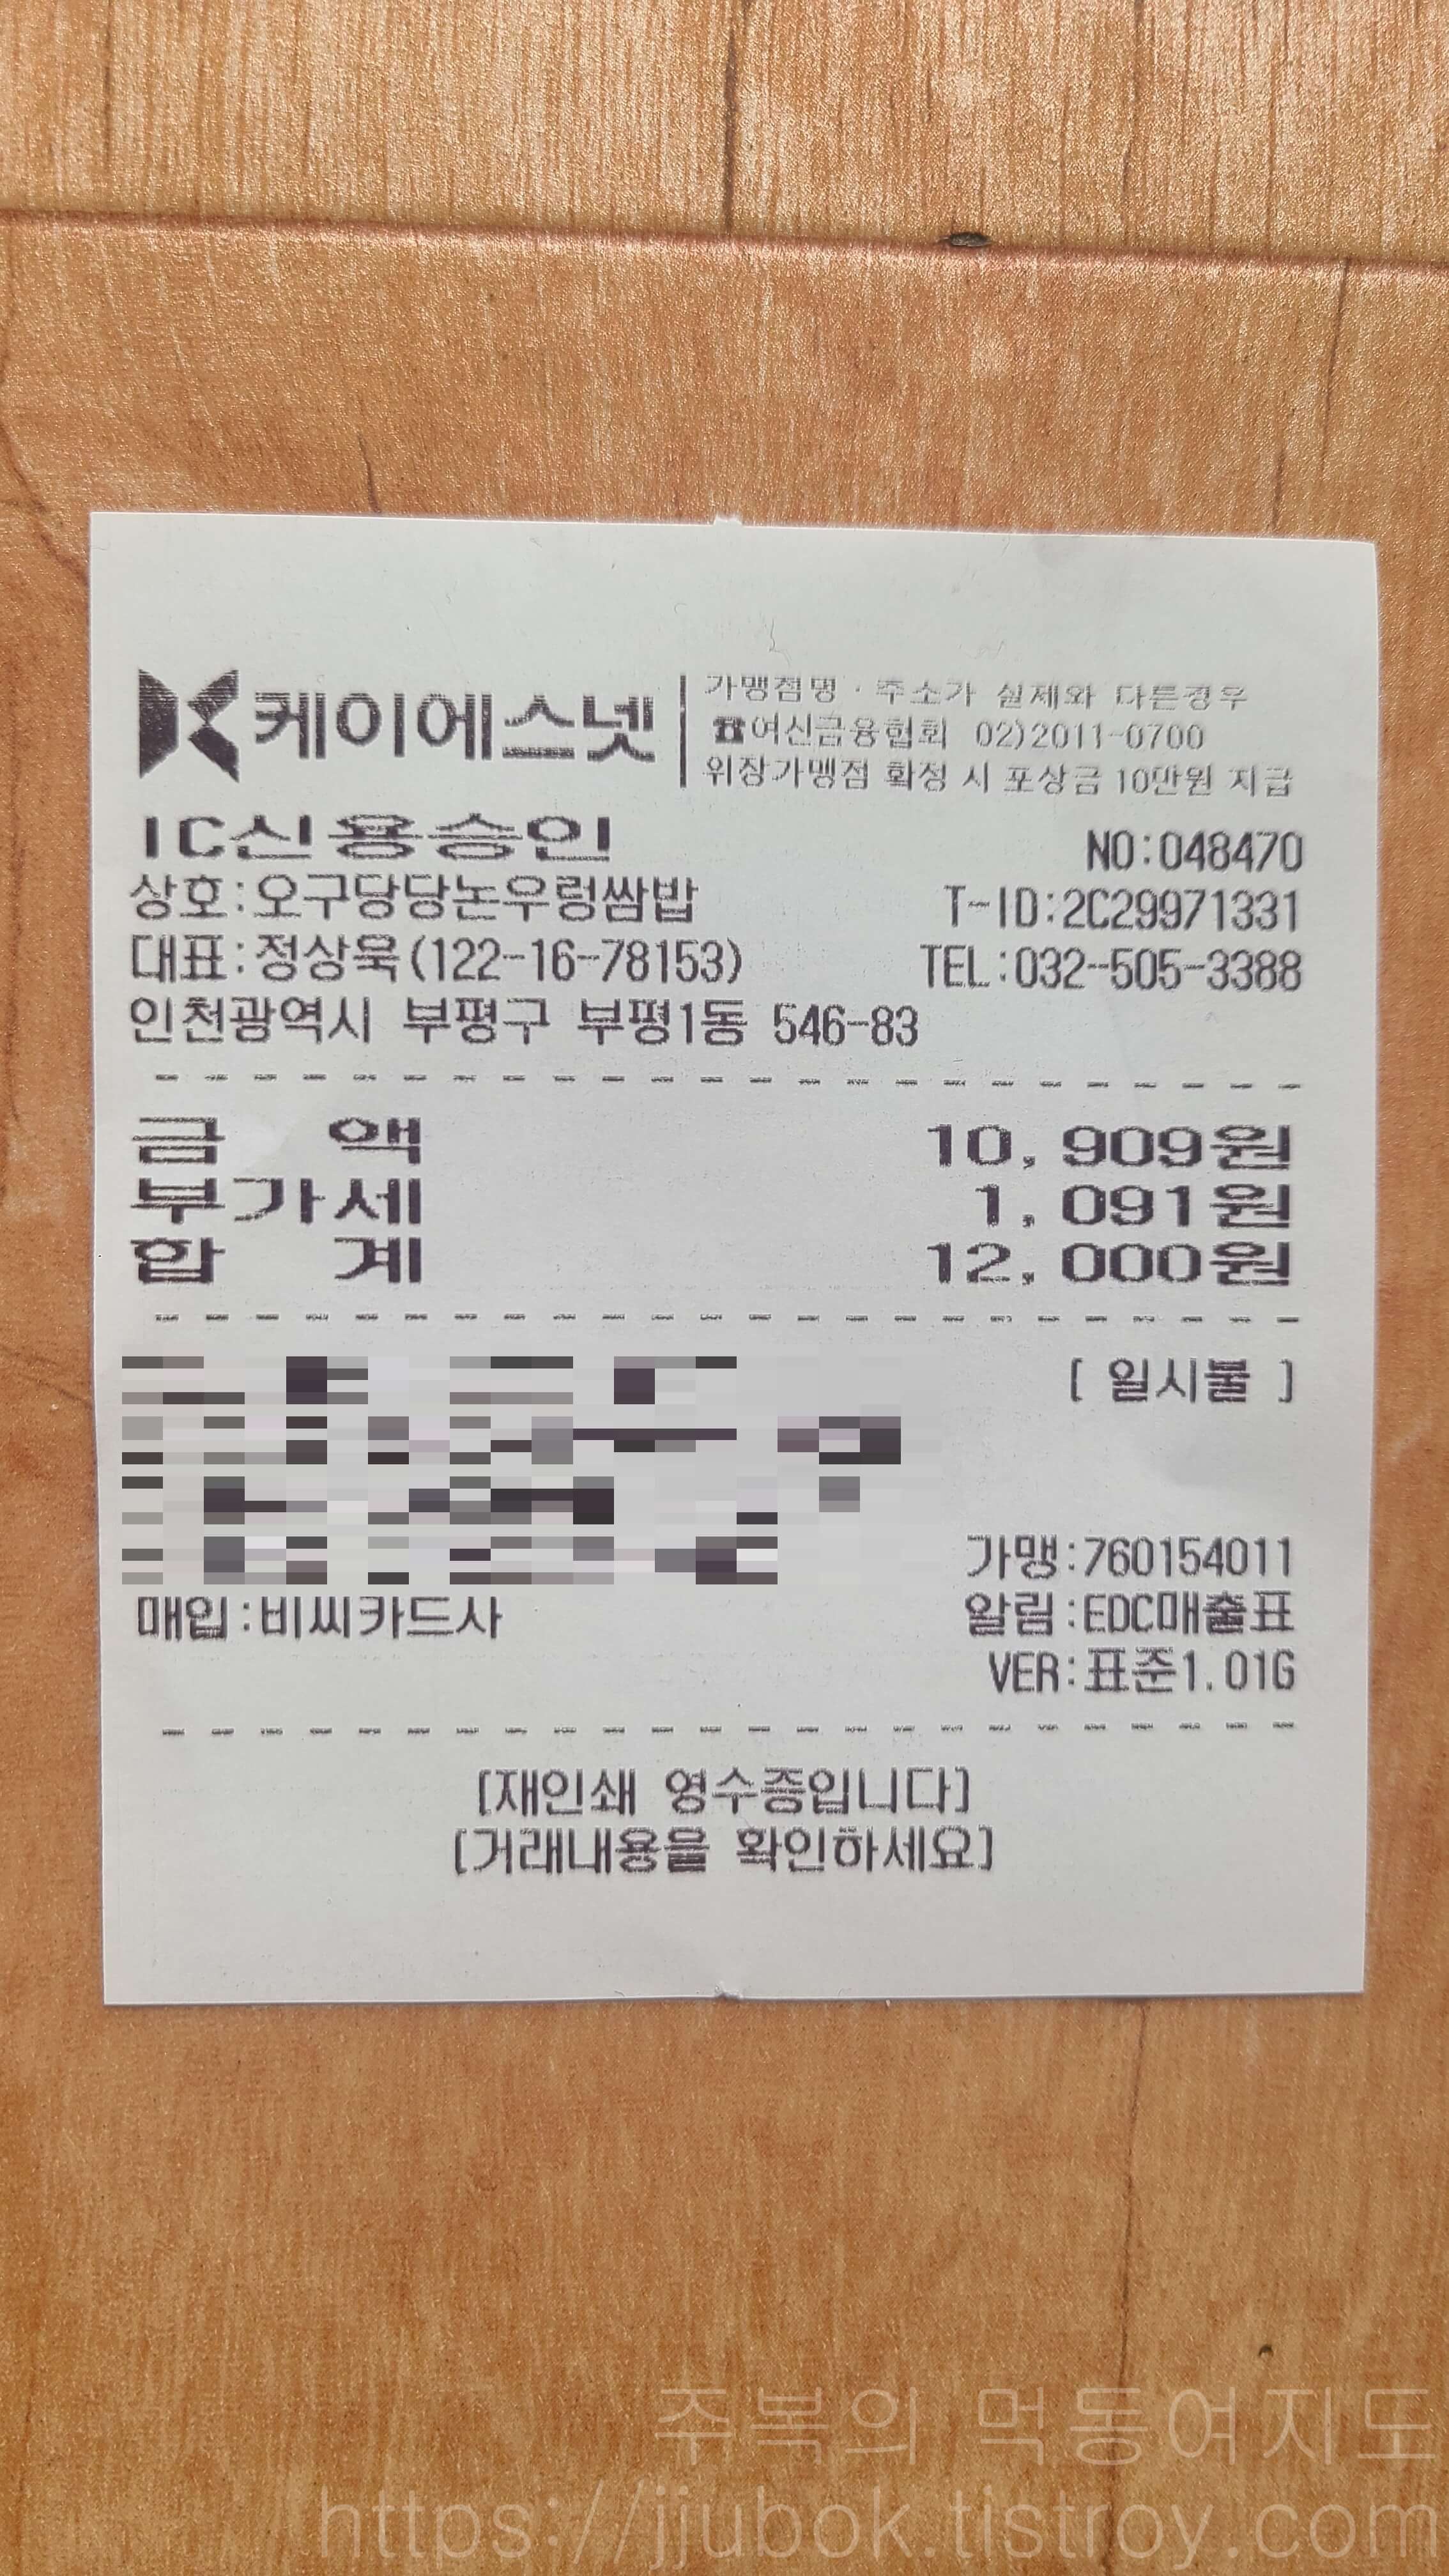 케이에스넷
가맹점명 · 주소가 실제와 다른경우
☎여신금융협회 02)2011-0700
위장가맹점 확정 시 포상금 10만원 지급
IC신용승인 NO:048470
상호:오구당당논우렁쌈밥 T-ID:2C29971331
대표:정상욱(122-16-78153) TEL:032-505-3388
인천광역시 부평구 부평1동 546-83
금 액 10,909원
부가세 1,091원
합 계 12,000원
[ 일시불 ]
가맹:760154011
매입:비씨카드사 알림:EDC매출표
VER:표준1.01G
[재인쇄 영수증입니다]
[거래내용을 확인하세요]
주복의 먹동여지도
https://jjubok.tistroy.com